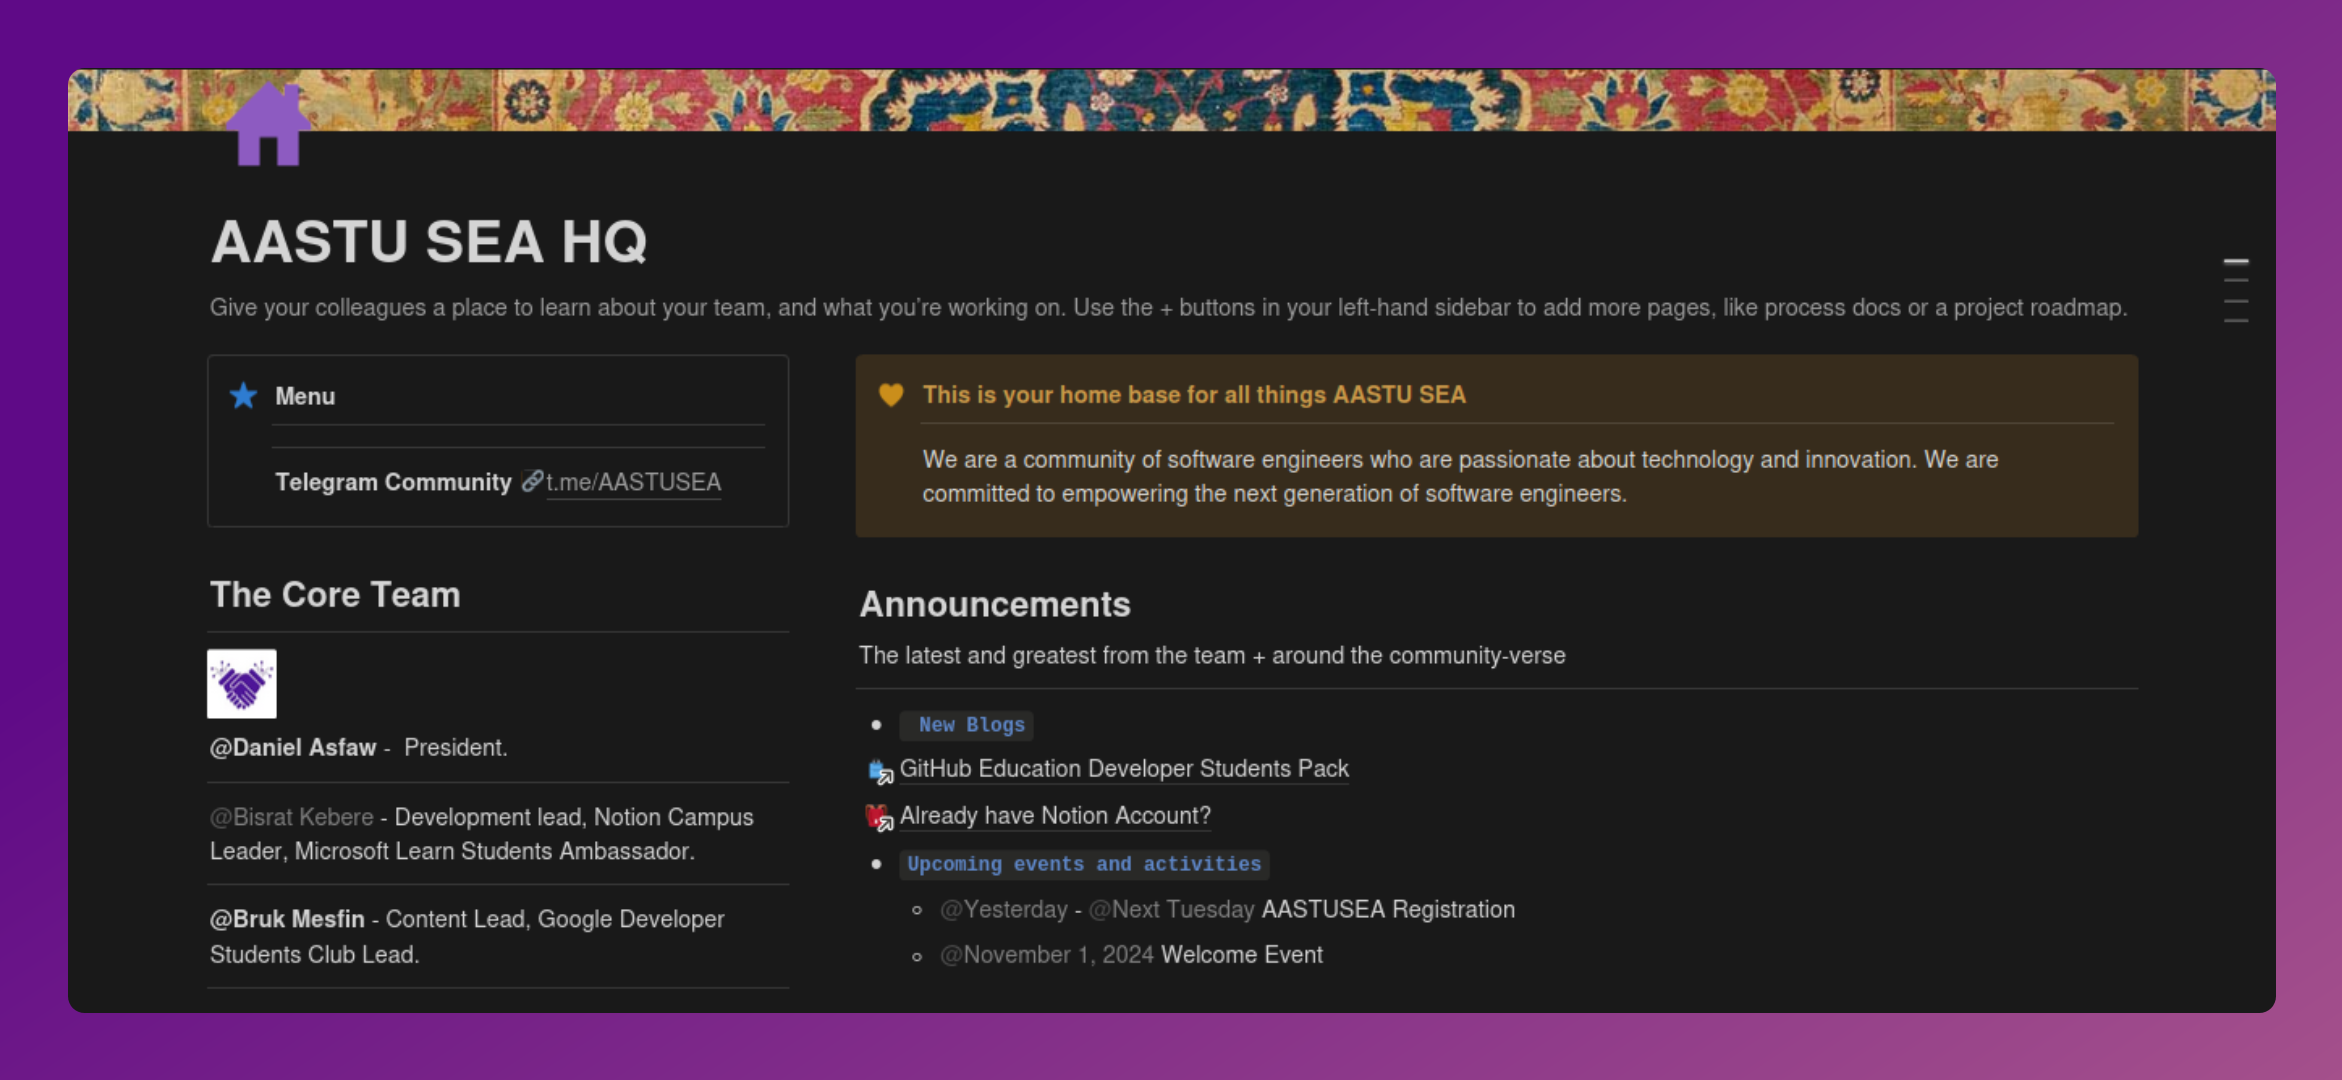 AASTU SEA HQ
Give your colleagues a place to learn about your team, and what you're working on. Use the + buttons in your left-hand sidebar to add more pages, like process docs or a project roadmap.
Menu
Telegram Community 🔗t.me/AASTUSEA
The Core Team
@Daniel Asfaw - President.
@Bisrat Kebere - Development lead, Notion Campus
Leader, Microsoft Learn Students Ambassador.
@Bruk Mesfin - Content Lead, Google Developer
Students Club Lead.
This is your home base for all things AASTU SEA
We are a community of software engineers who are passionate about technology and innovation. We are
committed to empowering the next generation of software engineers.
Announcements
The latest and greatest from the team + around the community-verse
New Blogs
GitHub Education Developer Students Pack
Already have Notion Account?
Upcoming events and activities
@Yesterday - @Next Tuesday AASTUSEA Registration
@November 1, 2024 Welcome Event